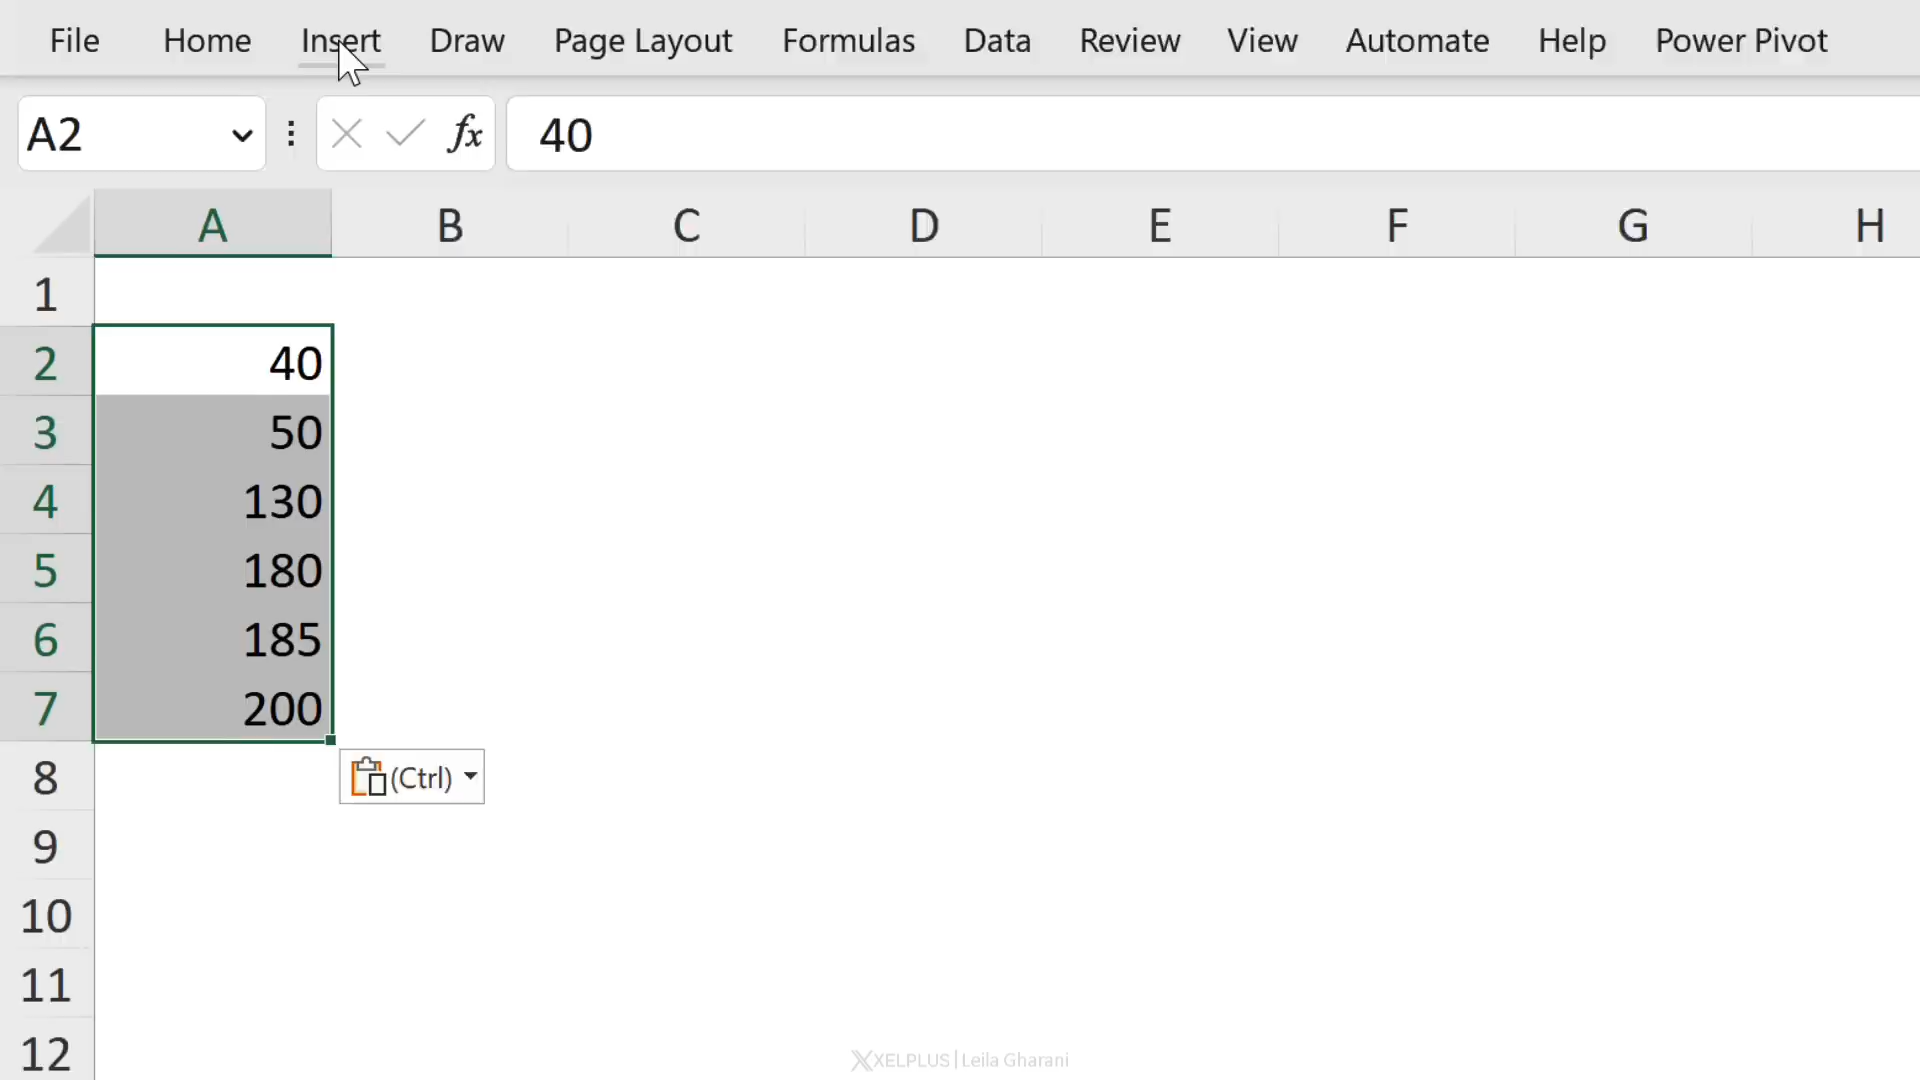 File Home Insert Draw Page Layout Formulas Data Review View Automate Help Power Pivot
A2 fx 40
A B C D E F G H
1
2 40
3 50
4 130
5 180
6 185
7 200
(Ctrl)
8
9
10
11
12
XELPLUS | Leila Gharani